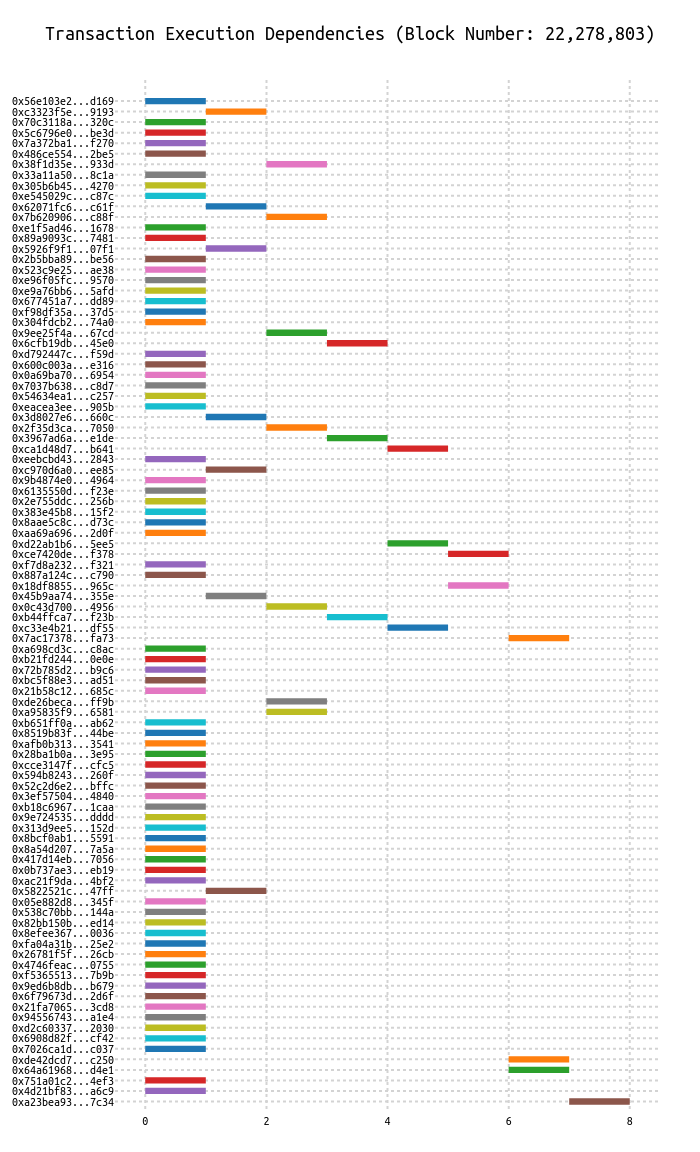 Transaction Execution Dependencies (Block Number: 22,278,803)
0x56e103e2...d169
0xc3323f5e...9193
0x70c3118a...320c
0x5c6796e0...be3d
0x7a372ba1...f270
0x486ce554...2be5
0x38f1d35e...933d
0x33a11a50...8c1a
0x305b6b45...4270
0xe545029c...c87c
0x62071fc6...c61f
0x7b620906...c88f
0xe1f5ad46...1678
0x89a9093c...7481
0x5926f9f1...07f1
0x2b5bba89...be56
0x523c9e25...ae38
0xe96f05fc...9570
0xe9a76bb6...5afd
0x677451a7...dd89
0xf98df35a...37d5
0x304fdcb2...74a0
0x9ee25f4a...67cd
0x6cfb19db...45e0
0xd792447c...f59d
0x600c003a...e316
0x0a69ba70...6954
0x7037b638...c8d7
0x54634ea1...c257
0xeacea3ee...905b
0x3d8027e6...660c
0x2f35d3ca...7050
0x3967ad6a...e1de
0xca1d48d7...b641
0xeebcbd43...2843
0xc970d6a0...ee85
0x9b4874e0...4964
0x6135550d...f23e
0x2e755ddc...256b
0x383e45b8...15f2
0x8aae5c8c...d73c
0xaa69a696...2d0f
0xd22ab1b6...5ee5
0xce7420de...f378
0xf7d8a232...f321
0x887a124c...c790
0x18df8855...965c
0x45b9aa74...355e
0x0c43d700...4956
0xb44ffca7...f23b
0xc33e4b21...df55
0x7ac17378...fa73
0xa698cd3c...c8ac
0xb21fd244...0e0e
0x72b785d2...b9c6
0xbc5f88e3...ad51
0x21b58c12...685c
0xde26beca...ff9b
0xa95835f9...6581
0xb651ff0a...ab62
0x8519b83f...44be
0xafb0b313...3541
0x28ba1b0a...3e95
0xcce3147f...cfc5
0x594b8243...260f
0x52c2d6e2...bffc
0x3ef57504...4840
0xb18c6967...1caa
0x9e724535...dddd
0x313d9ee5...152d
0x8bcf0ab1...5591
0x8a54d207...7a5a
0x417d14eb...7056
0x0b737ae3...eb19
0xac21f9da...4bf2
0x5822521c...47ff
0x05e882d8...345f
0x538c70bb...144a
0x82bb150b...ed14
0x8efee367...0036
0xfa04a31b...25e2
0x26781f5f...26cb
0x4746feac...0755
0xf5365513...7b9b
0x9ed6b8db...b679
0x6f79673d...2d6f
0x21fa7065...3cd8
0x94556743...a1e4
0xd2c60337...2030
0x6908d82f...cf42
0x7026ca1d...c037
0xde42dcd7...c250
0x64a61968...d4e1
0x751a01c2...4ef3
0x4d21bf83...a6c9
0xa23bea93...7c34
0 2 4 6 8